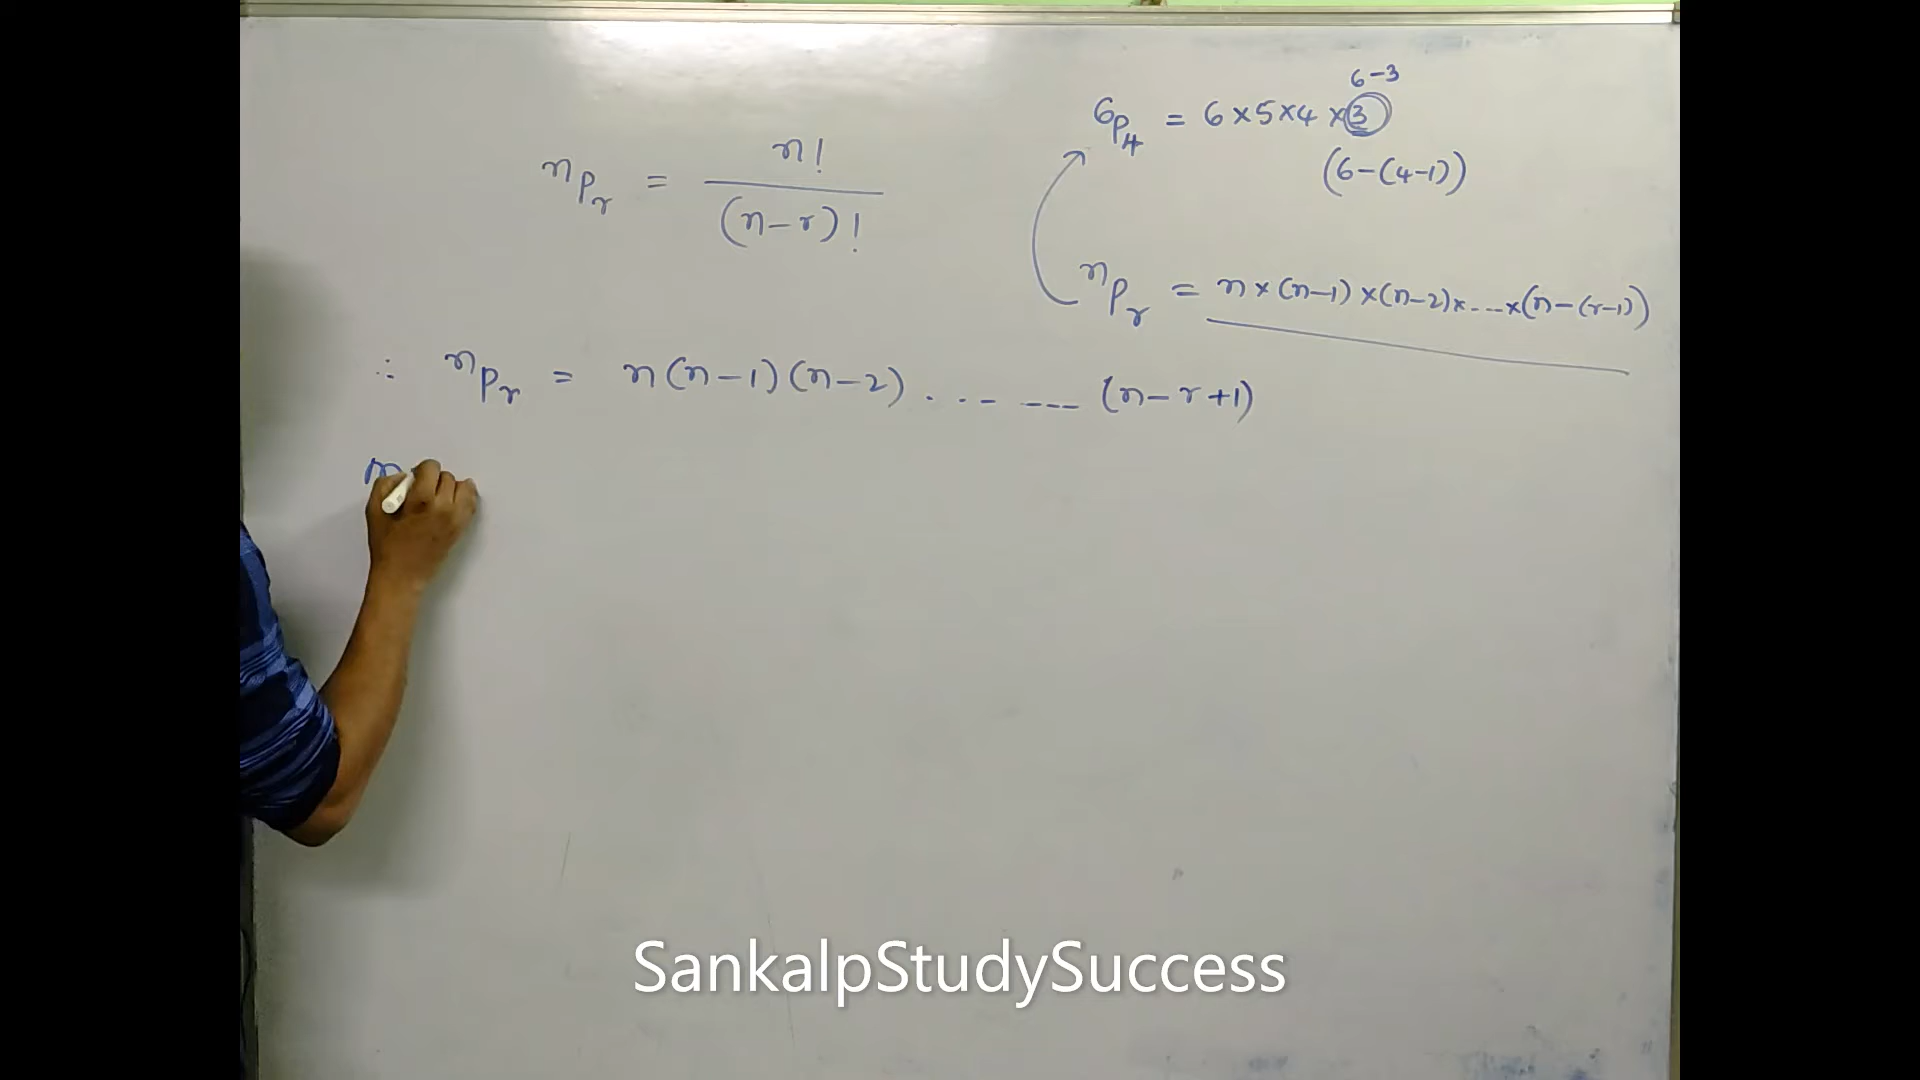 nPr = n! / (n-r)!
6-3
6P4 = 6×5×4×3
(6-(4-1))
nPr = n×(n-1)×(n-2)×...×(n-(r-1))
∴ nPr = n(n-1)(n-2)...----(n-r+1)
n
SankalpStudySuccess